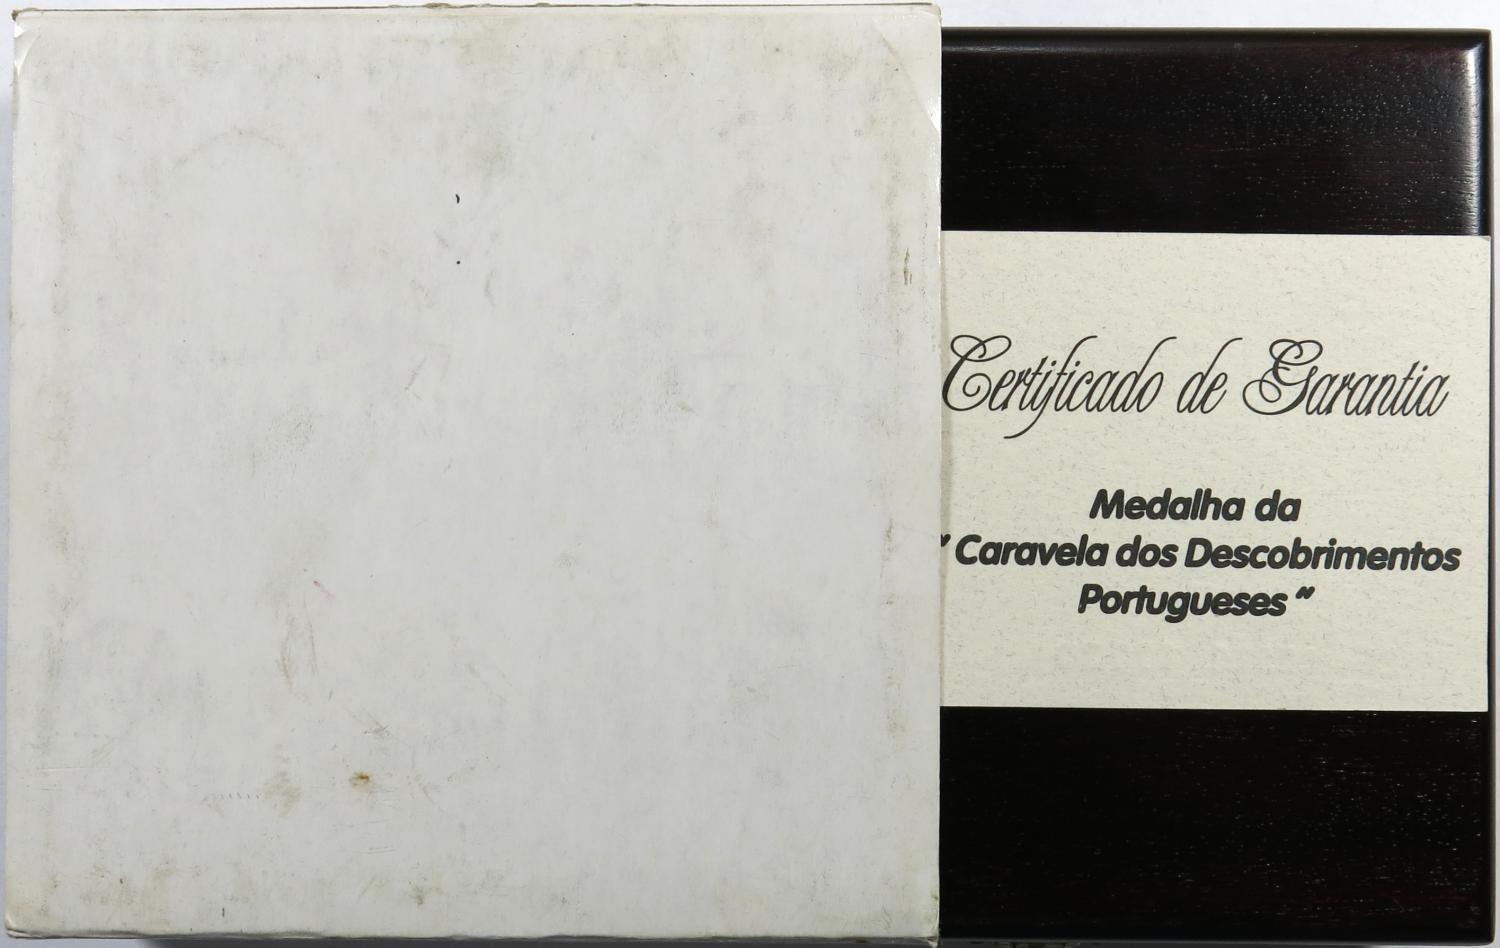 Certificado de Garantia
Medalha da
" Caravela dos Descobrimentos
Portugueses "